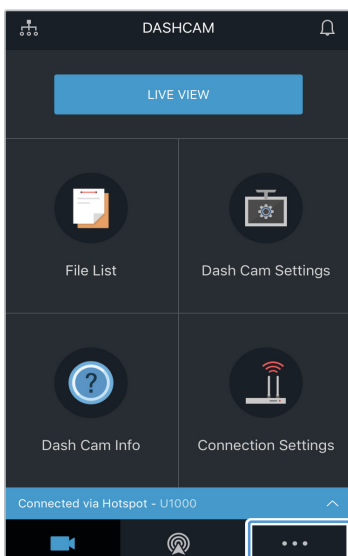 DASHCAM
LIVE VIEW
File List
Dash Cam Settings
Dash Cam Info
Connection Settings
Connected via Hotspot - U1000